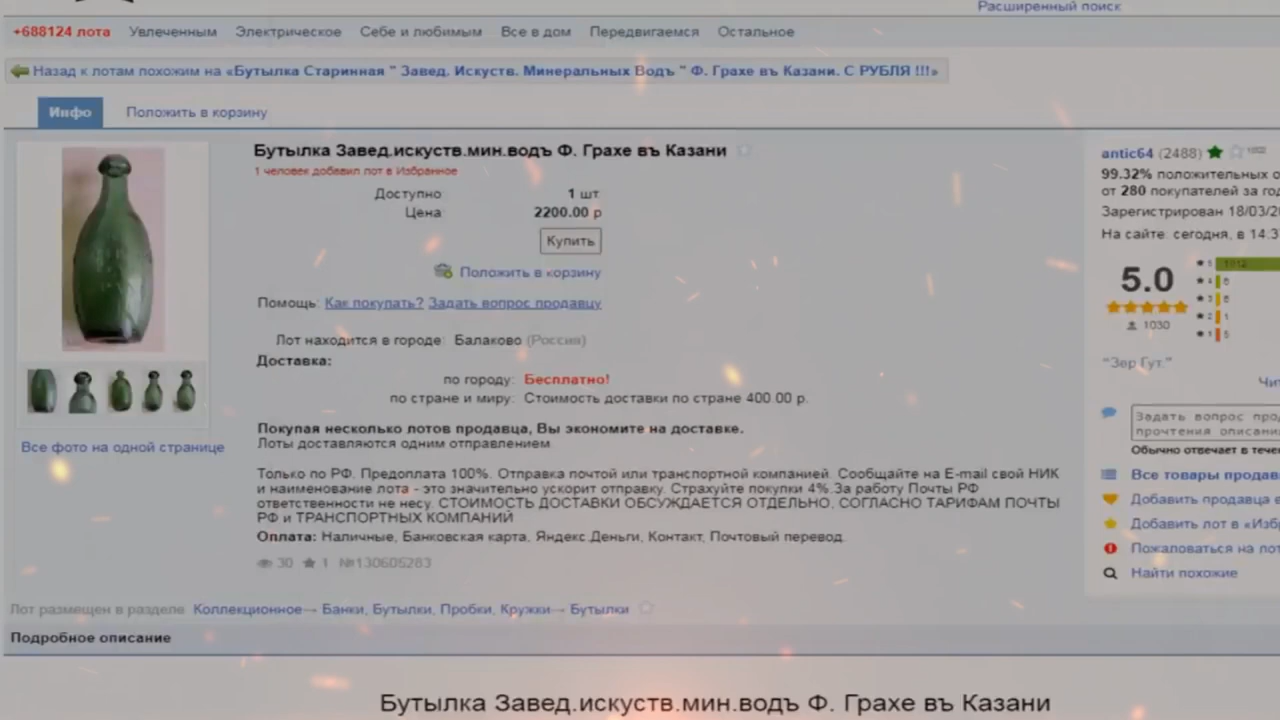 Расширенный поиск
+688124 лота Увлеченным Электрическое Себе и любимым Все в дом Передвигаемся Остальное
Назад к лотам похожим на «Бутылка Старинная " Завед. Искуств. Минеральных Водъ " Ф. Грахе въ Казани. С РУБЛЯ !!!»
Инфо Положить в корзину
Бутылка Завед.искуств.мин.водъ Ф. Грахе въ Казани
1 человек добавил лот в Избранное
Доступно: 1 шт.
Цена: 2200.00 р
Купить
Положить в корзину
Помощь: Как покупать? Задать вопрос продавцу
Лот находится в городе: Балаково (Россия)
Доставка:
по городу: Бесплатно!
по стране и миру: Стоимость доставки по стране 400.00 р.
Покупая несколько лотов продавца, Вы экономите на доставке.
Лоты доставляются одним отправлением
Только по РФ. Предоплата 100%. Отправка почтой или транспортной компанией. Сообщайте на E-mail свой НИК
и наименование лота - это значительно ускорит отправку. Страхуйте покупки 4%.За работу Почты РФ
ответственности не несу. СТОИМОСТЬ ДОСТАВКИ ОБСУЖДАЕТСЯ ОТДЕЛЬНО, СОГЛАСНО ТАРИФАМ ПОЧТЫ
РФ и ТРАНСПОРТНЫХ КОМПАНИЙ
Оплата: Наличные, Банковская карта, Яндекс.Деньги, Контакт, Почтовый перевод
30 1 №130605283
Все фото на одной странице
antic64 (2488)
99.32% положительных о
от 280 покупателей за го
Зарегистрирован 18/03/2
На сайте: сегодня, в 14:3
5.0
1030
"Зер Гут."
Чит
Задать вопрос про
прочтения описани
Обычно отвечает в тече
Все товары продав
Добавить продавца в
Добавить лот в «Изб
Пожаловаться на лот
Найти похожие
Лот размещен в разделе Коллекционное→ Банки, Бутылки, Пробки, Кружки→ Бутылки
Подробное описание
Бутылка Завед.искуств.мин.водъ Ф. Грахе въ Казани